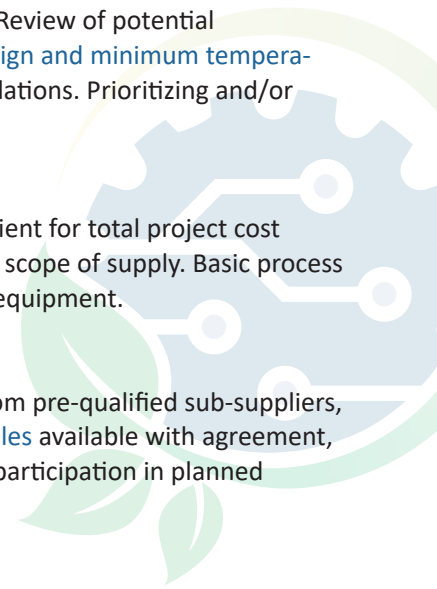 Review of potential
ign and minimum tempera-
lations. Prioritizing and/or
ient for total project cost
scope of supply. Basic process
equipment.
om pre-qualified sub-suppliers,
les available with agreement,
participation in planned